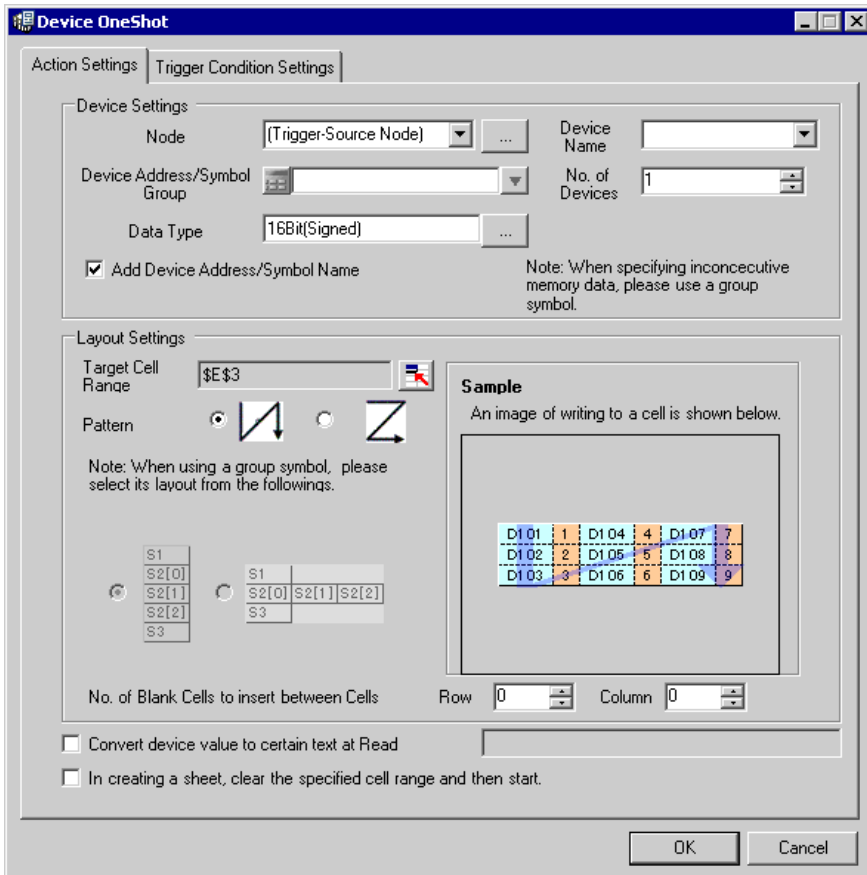 Device OneShot
Action Settings
Trigger Condition Settings
Device Settings
Node
(Trigger-Source Node)
...
Device
Name
Device Address/Symbol
Group
No. of
Devices
1
Data Type
16Bit(Signed)
...
Add Device Address/Symbol Name
Note: When specifying inconcecutive
memory data, please use a group
symbol.
Layout Settings
Target Cell
Range
$E$3
Pattern
Note: When using a group symbol, please
select its layout from the followings.
S1
S2[0]
S2[1]
S2[2]
S3
S1
S2[0] S2[1] S2[2]
S3
Sample
An image of writing to a cell is shown below.
D101 1 D104 4 D107 7
D102 2 D105 5 D108 8
D103 3 D106 6 D109 9
No. of Blank Cells to insert between Cells
Row
0
Column
0
Convert device value to certain text at Read
In creating a sheet, clear the specified cell range and then start.
OK
Cancel